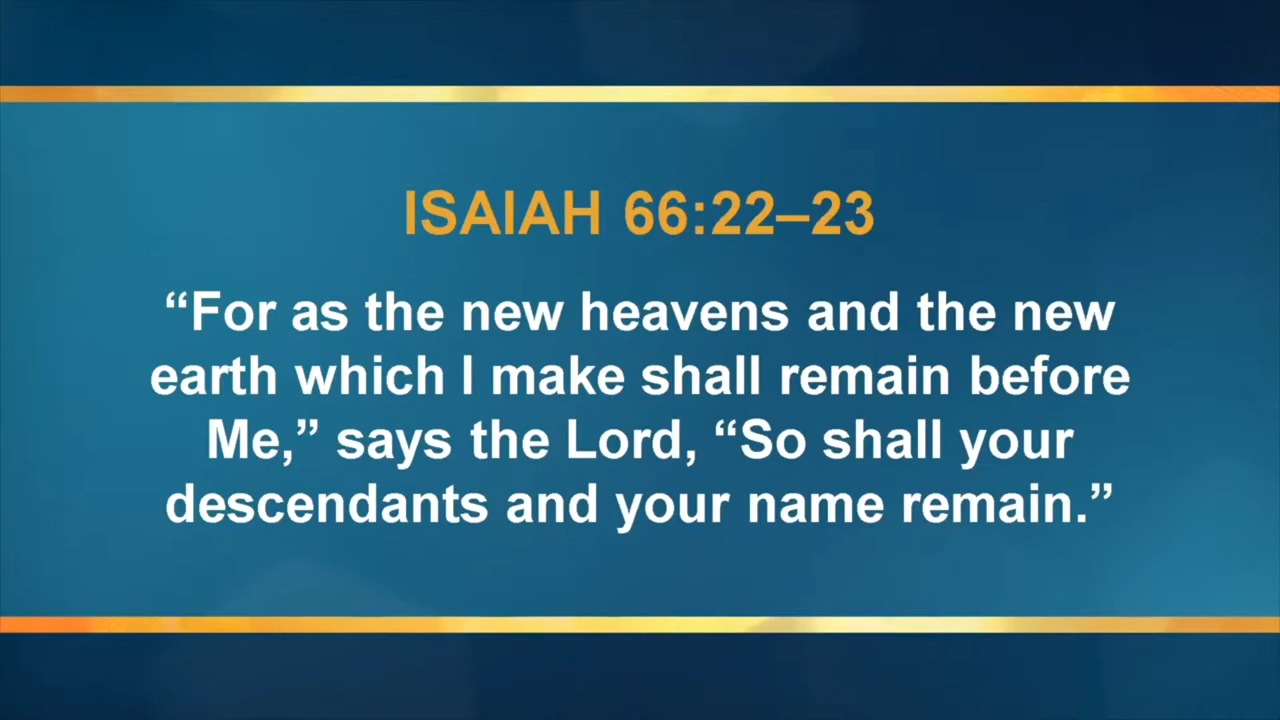 ISAIAH 66:22–23
“For as the new heavens and the new
earth which I make shall remain before
Me,” says the Lord, “So shall your
descendants and your name remain.”